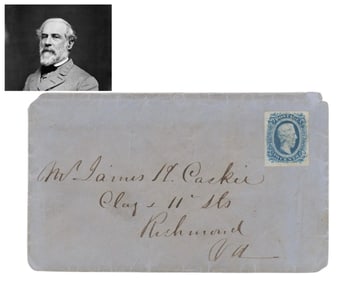 Mr. James K. Caskie
Clay & 11th Sts
Richmond
Va